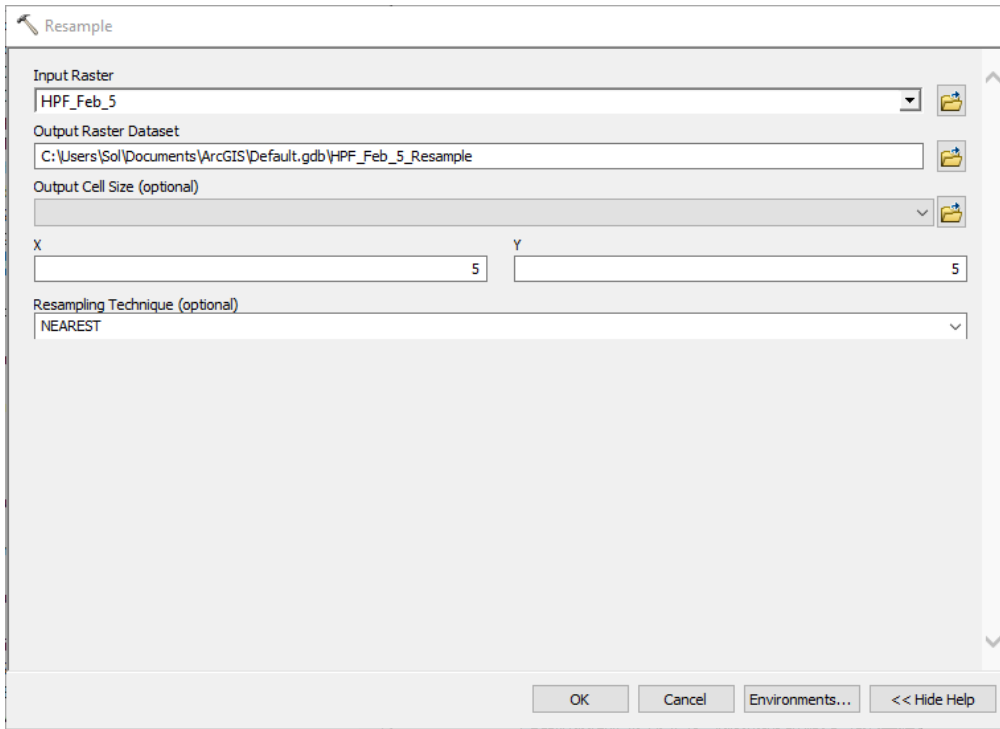 Resample
Input Raster
HPF_Feb_5
Output Raster Dataset
C:\Users\Sol\Documents\ArcGIS\Default.gdb\HPF_Feb_5_Resample
Output Cell Size (optional)
X Y
5 5
Resampling Technique (optional)
NEAREST
OK Cancel Environments... << Hide Help